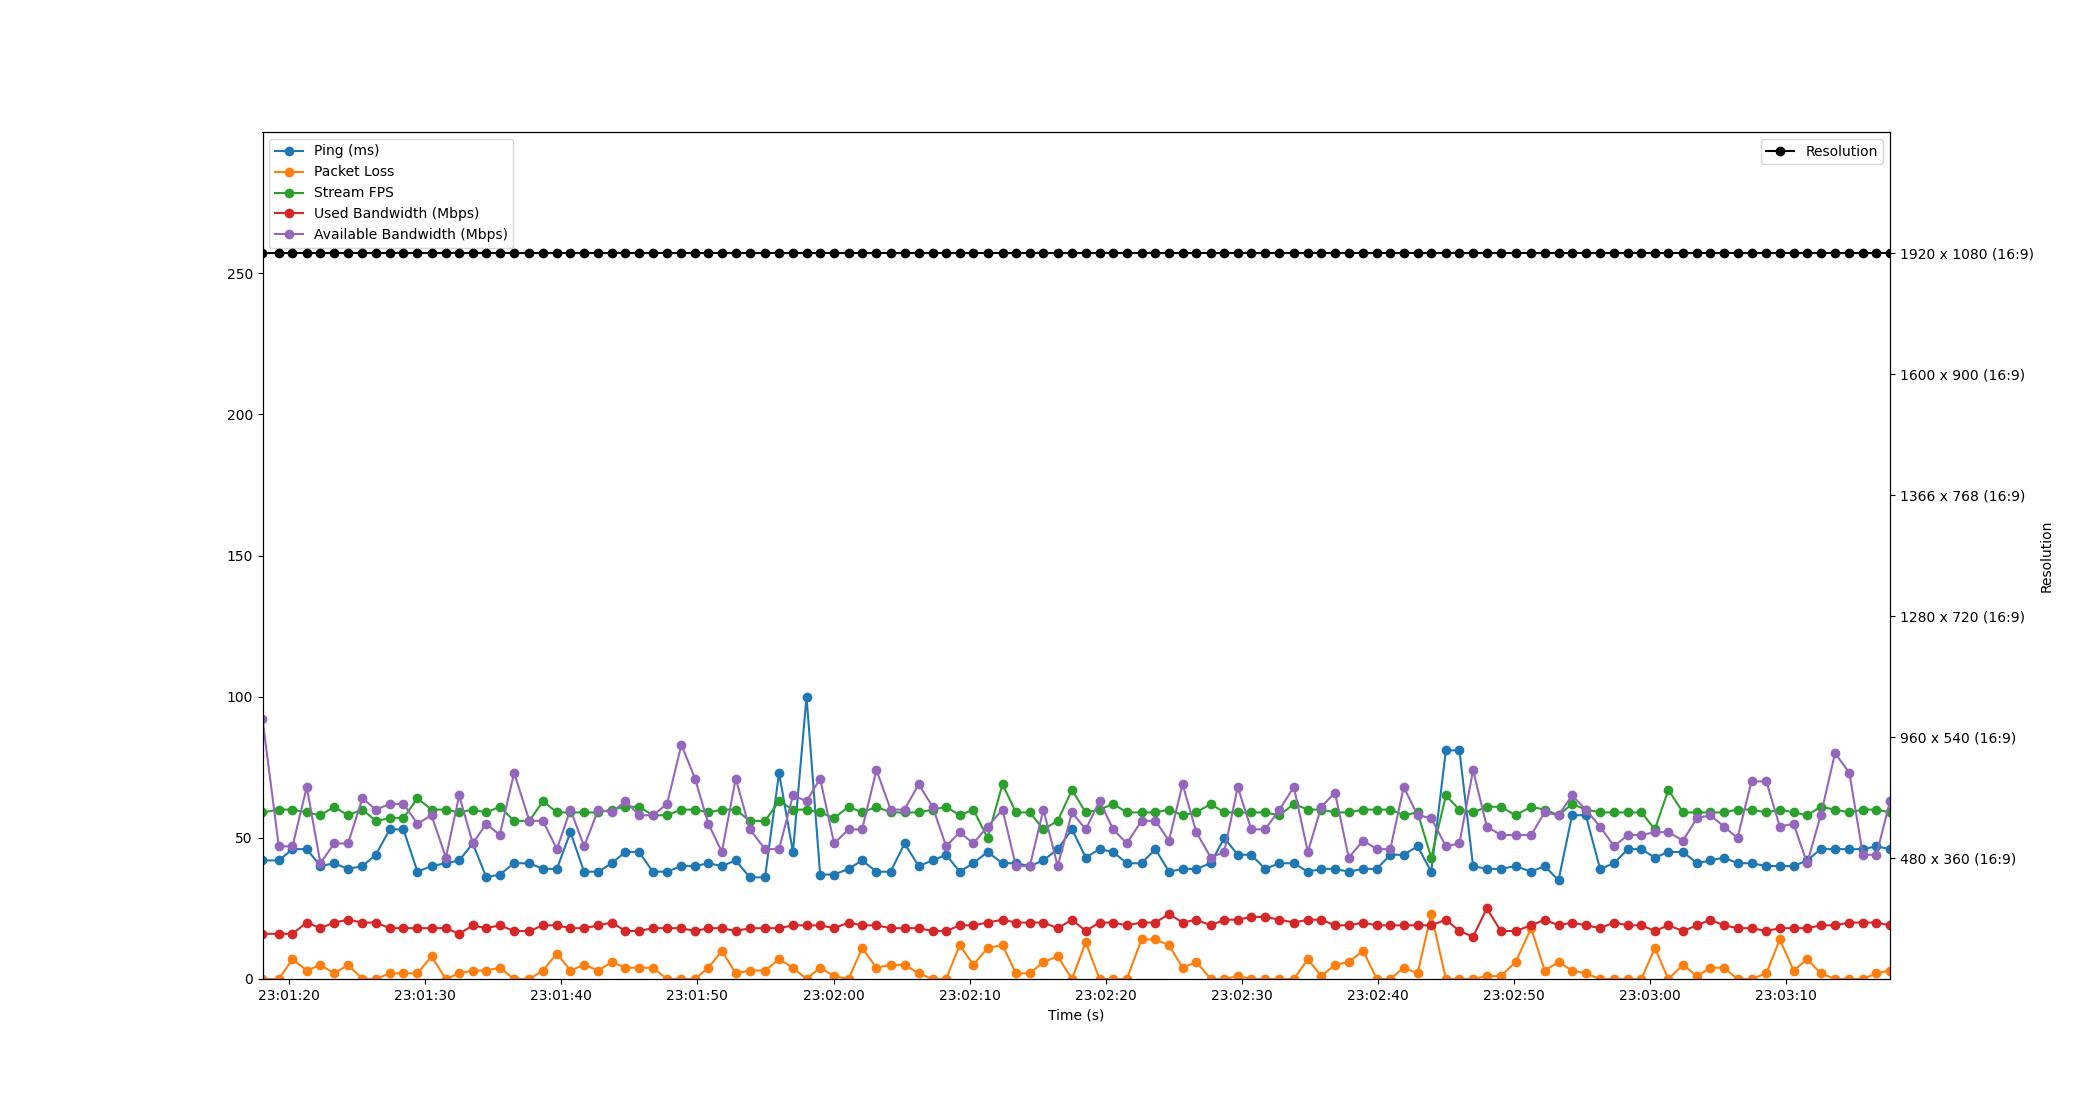 Ping (ms)
Packet Loss
Stream FPS
Used Bandwidth (Mbps)
Available Bandwidth (Mbps)
Resolution
250
200
150
100
50
0
1920 x 1080 (16:9)
1600 x 900 (16:9)
1366 x 768 (16:9)
1280 x 720 (16:9)
960 x 540 (16:9)
480 x 360 (16:9)
Resolution
23:01:20 23:01:30 23:01:40 23:01:50 23:02:00 23:02:10 23:02:20 23:02:30 23:02:40 23:02:50 23:03:00 23:03:10
Time (s)